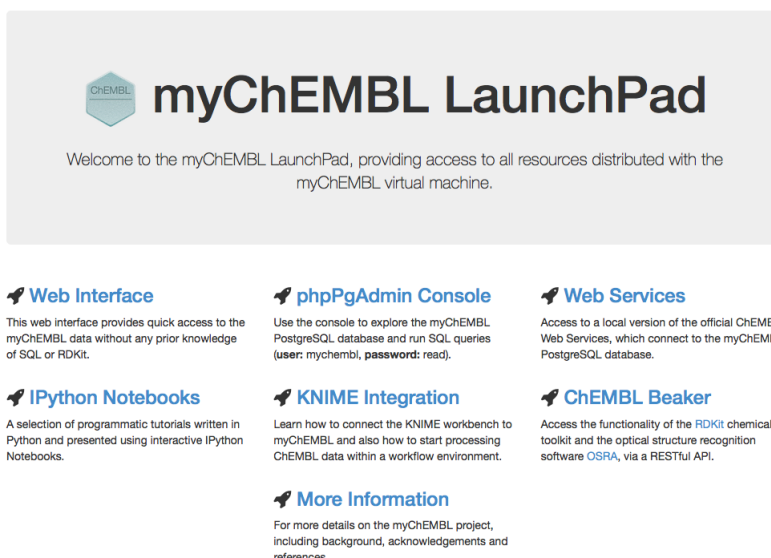 ChEMBL
myChEMBL LaunchPad
Welcome to the myChEMBL LaunchPad, providing access to all resources distributed with the
myChEMBL virtual machine.
Web Interface
This web interface provides quick access to the
myChEMBL data without any prior knowledge
of SQL or RDKit.
phpPgAdmin Console
Use the console to explore the myChEMBL
PostgreSQL database and run SQL queries
(user: mychembl, password: read).
Web Services
Access to a local version of the official ChEMB
Web Services, which connect to the myChEM
PostgreSQL database.
IPython Notebooks
A selection of programmatic tutorials written in
Python and presented using interactive IPython
Notebooks.
KNIME Integration
Learn how to connect the KNIME workbench to
myChEMBL and also how to start processing
ChEMBL data within a workflow environment.
ChEMBL Beaker
Access the functionality of the RDKit chemical
toolkit and the optical structure recognition
software OSRA, via a RESTful API.
More Information
For more details on the myChEMBL project,
including background, acknowledgements and
references.